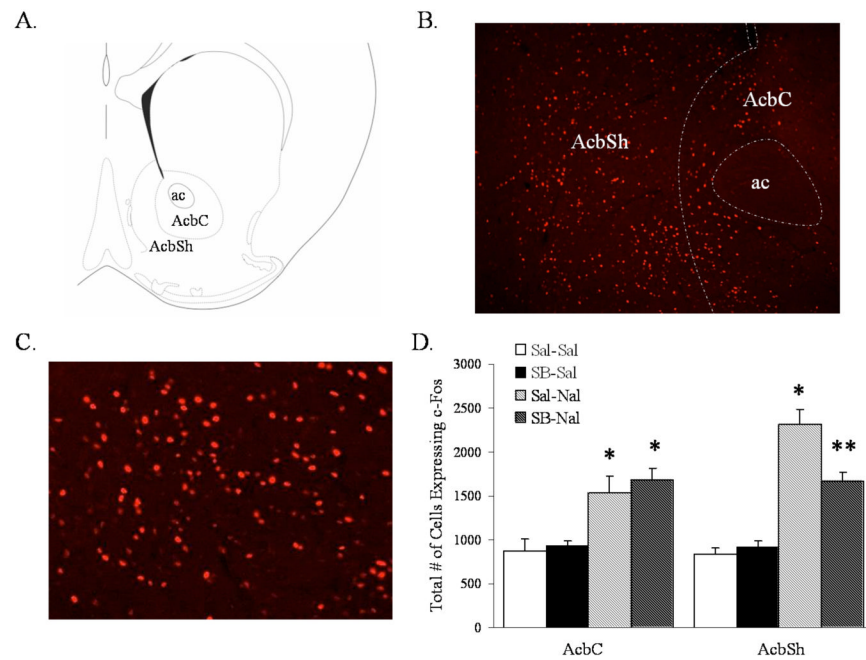 A.
ac
AcbC
AcbSh
B.
AcbSh
AcbC
ac
C.
D.
Sal-Sal
SB-Sal
Sal-Nal
SB-Nal
Total # of Cells Expressing c-Fos
3000
2500
2000
1500
1000
500
0
*
*
*
**
AcbC
AcbSh